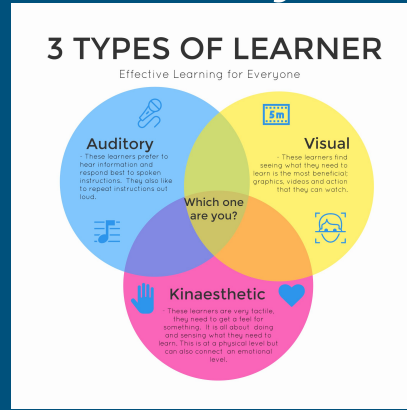 3 TYPES OF LEARNER
Effective Learning for Everyone
Auditory
- These learners prefer to
hear information and
respond best to spoken
instructions. They also like
to repeat instructions out
loud.
5m
Visual
- These learners find
seeing what they need to
learn is the most beneficial;
graphics, videos and action
that they can watch.
Which one
are you?
Kinaesthetic
- These learners are very tactile,
they need to get a feel for
something. It is all about doing
and sensing what they need to
learn. This is at a physical level but
can also connect an emotional
level.